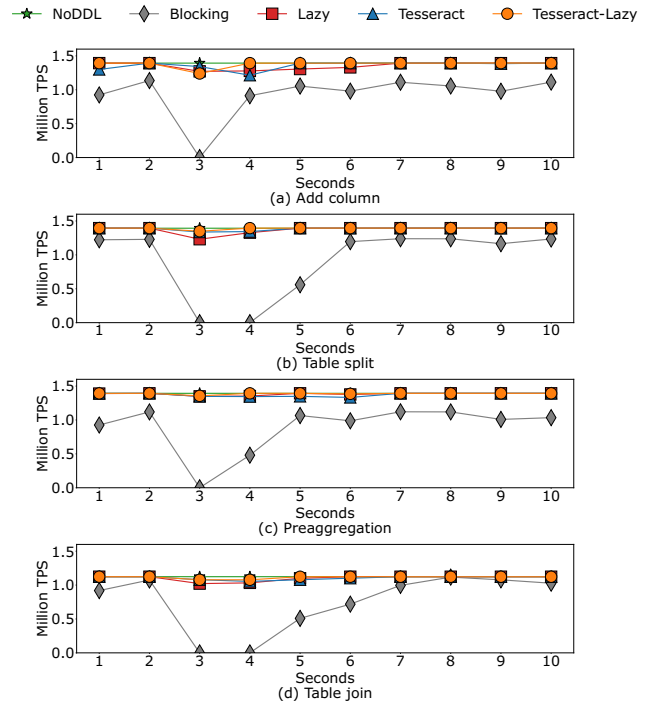 NoDDL Blocking Lazy Tesseract Tesseract-Lazy
1.5
1.0
0.5
0.0
Million TPS
1 2 3 4 5 6 7 8 9 10
Seconds
(a) Add column
1.5
1.0
0.5
0.0
Million TPS
1 2 3 4 5 6 7 8 9 10
Seconds
(b) Table split
1.5
1.0
0.5
0.0
Million TPS
1 2 3 4 5 6 7 8 9 10
Seconds
(c) Preaggregation
1.5
1.0
0.5
0.0
Million TPS
1 2 3 4 5 6 7 8 9 10
Seconds
(d) Table join